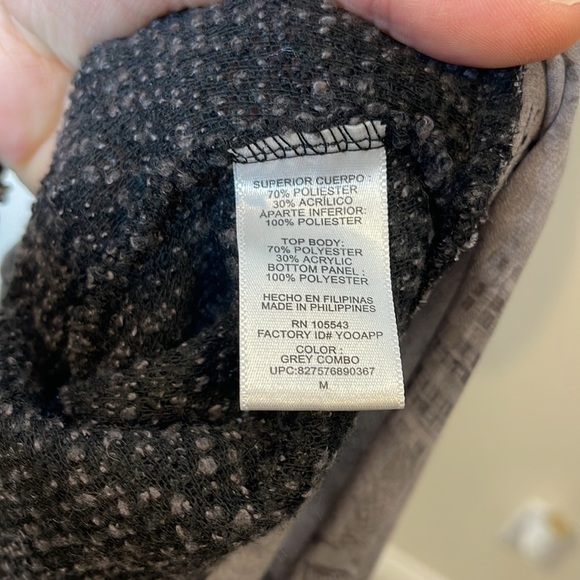 SUPERIOR CUERPO :
70% POLIESTER
30% ACRÍLICO
APARTE INFERIOR:
100% POLIESTER
TOP BODY:
70% POLYESTER
30% ACRYLIC
BOTTOM PANEL :
100% POLYESTER
HECHO EN FILIPINAS
MADE IN PHILIPPINES
RN 105543
FACTORY ID# YOOAPP
COLOR :
GREY COMBO
UPC:827576890367
M